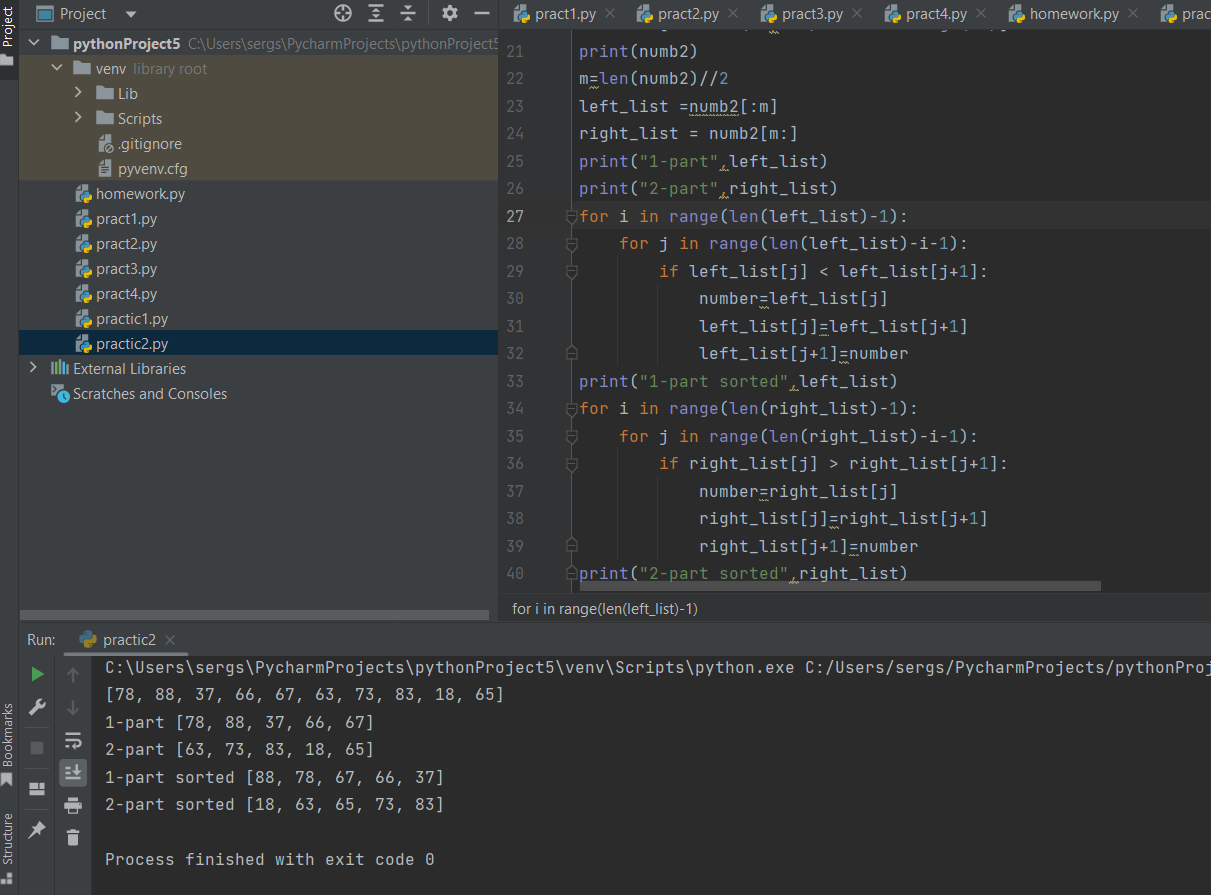 Project
pract1.py
pract2.py
pract3.py
pract4.py
homework.py
prac
Project
pythonProject5 C:\Users\sergs\PycharmProjects\pythonProject5
venv library root
Lib
Scripts
.gitignore
pyvenv.cfg
homework.py
pract1.py
pract2.py
pract3.py
pract4.py
practic1.py
practic2.py
External Libraries
Scratches and Consoles
21 print(numb2)
22 m=len(numb2)//2
23 left_list =numb2[:m]
24 right_list = numb2[m:]
25 print("1-part",left_list)
26 print("2-part",right_list)
27 for i in range(len(left_list)-1):
28 for j in range(len(left_list)-i-1):
29 if left_list[j] < left_list[j+1]:
30 number=left_list[j]
31 left_list[j]=left_list[j+1]
32 left_list[j+1]=number
33 print("1-part sorted",left_list)
34 for i in range(len(right_list)-1):
35 for j in range(len(right_list)-i-1):
36 if right_list[j] > right_list[j+1]:
37 number=right_list[j]
38 right_list[j]=right_list[j+1]
39 right_list[j+1]=number
40 print("2-part sorted",right_list)
for i in range(len(left_list)-1)
Run: practic2
C:\Users\sergs\PycharmProjects\pythonProject5\venv\Scripts\python.exe C:/Users/sergs/PycharmProjects/pythonProj
[78, 88, 37, 66, 67, 63, 73, 83, 18, 65]
1-part [78, 88, 37, 66, 67]
2-part [63, 73, 83, 18, 65]
1-part sorted [88, 78, 67, 66, 37]
2-part sorted [18, 63, 65, 73, 83]
Process finished with exit code 0
Bookmarks
Structure